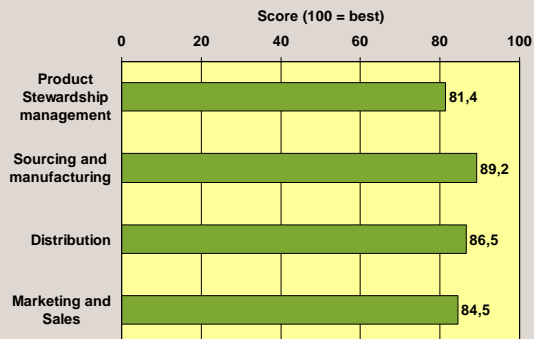 Score (100 = best)
0 20 40 60 80 100
Product
Stewardship
management
81,4
Sourcing and
manufacturing
89,2
Distribution
86,5
Marketing and
Sales
84,5